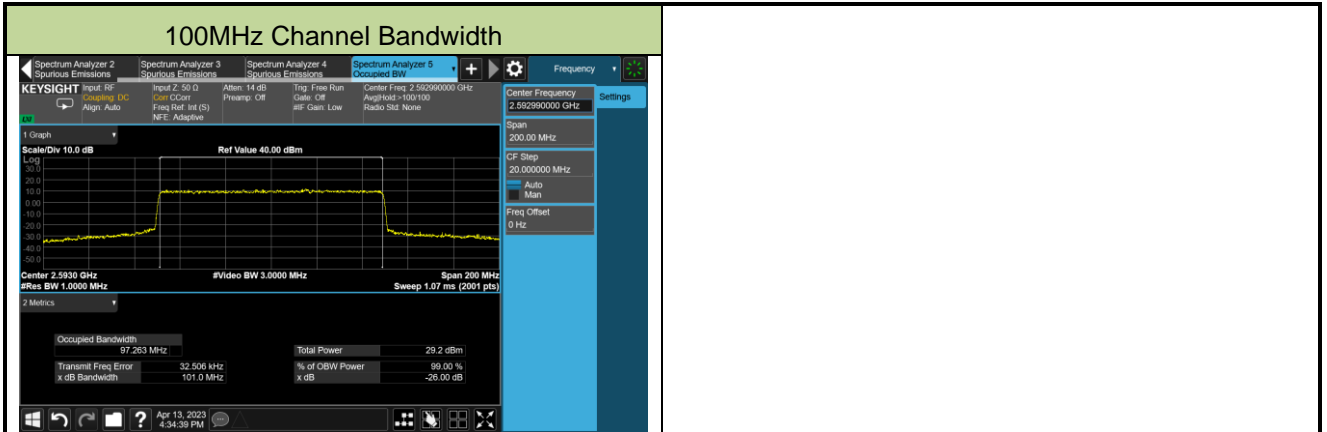 100MHz Channel Bandwidth
Spectrum Analyzer 2
Spurious Emissions
Spectrum Analyzer 3
Spurious Emissions
Spectrum Analyzer 4
Spurious Emissions
Spectrum Analyzer 5
Occupied BW
Frequency
KEYSIGHT
Input: RF
Coupling: DC
Align: Auto
Input Z: 50 Ω
Corr CCorr
Freq Ref: Int (S)
NFE: Adaptive
Atten: 14 dB
Preamp: Off
Trig: Free Run
Gate: Off
#IF Gain: Low
Center Freq: 2.592990000 GHz
Avg|Hold:>100/100
Radio Std: None
Center Frequency
2.592990000 GHz
Settings
Span
200.00 MHz
CF Step
20.000000 MHz
Auto
Man
Freq Offset
0 Hz
1 Graph
Scale/Div 10.0 dB
Ref Value 40.00 dBm
Log
30.0
20.0
10.0
0.00
-10.0
-20.0
-30.0
-40.0
-50.0
Center 2.5930 GHz
#Video BW 3.0000 MHz
Span 200 MHz
#Res BW 1.0000 MHz
Sweep 1.07 ms (2001 pts)
2 Metrics
Occupied Bandwidth
97.263 MHz
Total Power 29.2 dBm
Transmit Freq Error 32.506 kHz
% of OBW Power 99.00 %
x dB Bandwidth 101.0 MHz
x dB -26.00 dB
Apr 13, 2023
4:34:39 PM